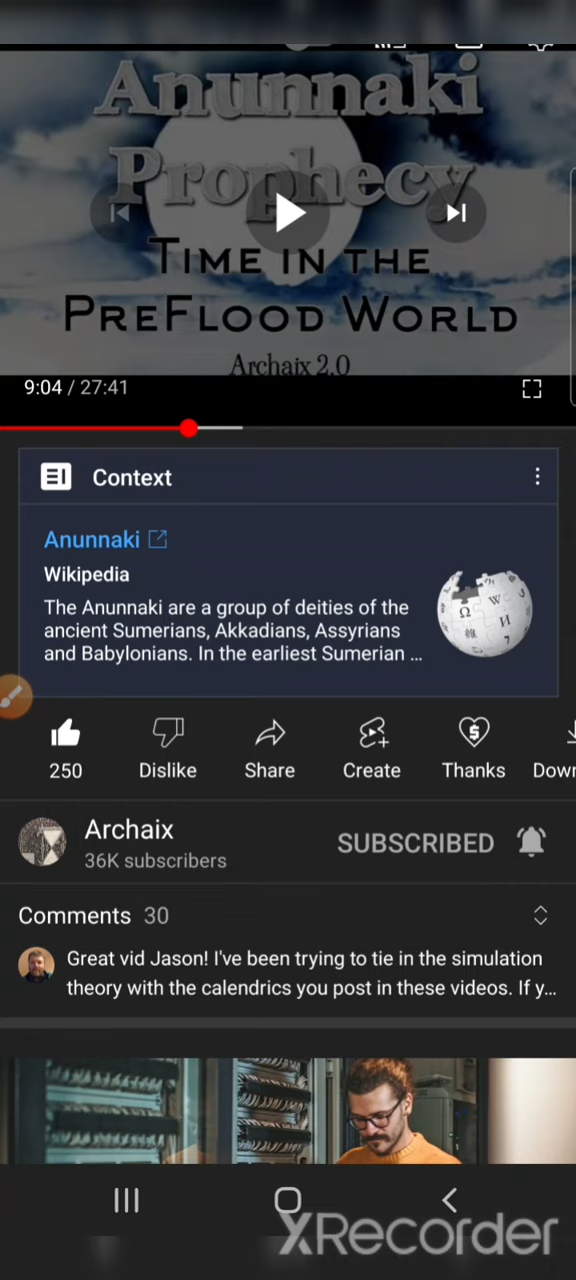 Anunnaki
Prophecy
TIME IN THE
PREFLOOD WORLD
Archaix 2.0
9:04 / 27:41
Context
Anunnaki
Wikipedia
The Anunnaki are a group of deities of the
ancient Sumerians, Akkadians, Assyrians
and Babylonians. In the earliest Sumerian ...
250
Dislike
Share
Create
Thanks
Down
Archaix
36K subscribers
SUBSCRIBED
Comments 30
Great vid Jason! I've been trying to tie in the simulation
theory with the calendrics you post in these videos. If y...
XRecorder